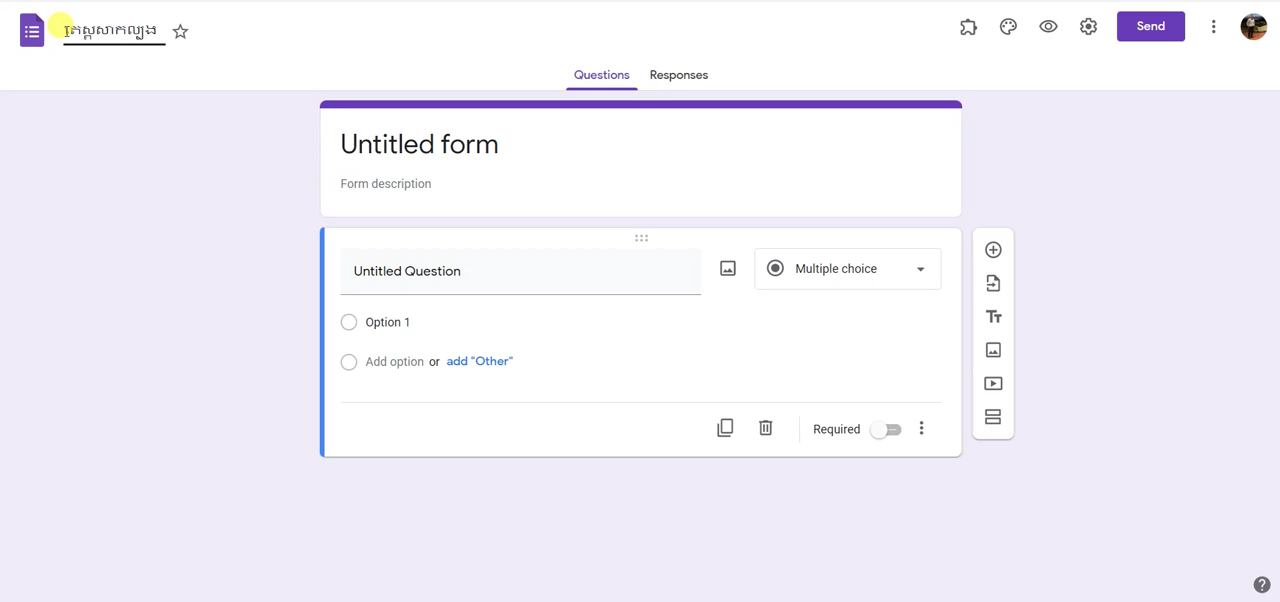 តេស្តសាកល្បង
Send
Questions Responses
Untitled form
Form description
Untitled Question
Multiple choice
Option 1
Add option or add "Other"
Required